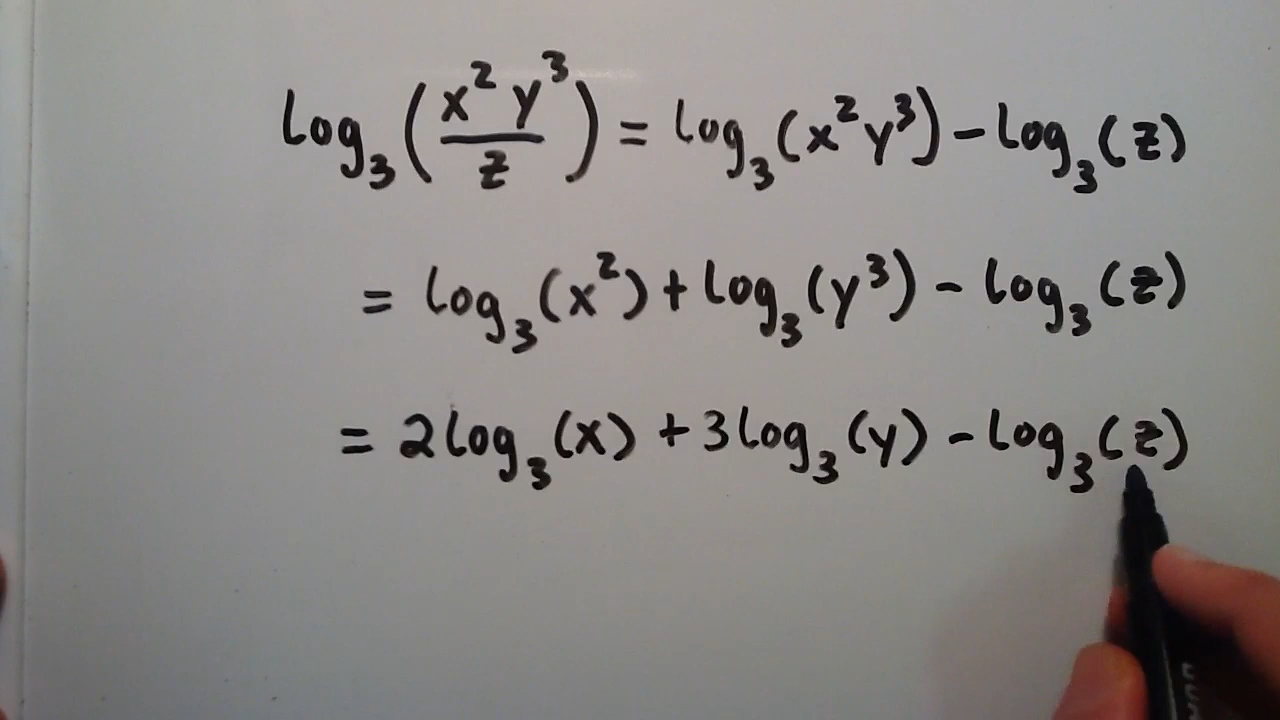 log₃(x²y³/z) = log₃(x²y³) - log₃(z)
= log₃(x²) + log₃(y³) - log₃(z)
= 2log₃(x) + 3log₃(y) - log₃(z)